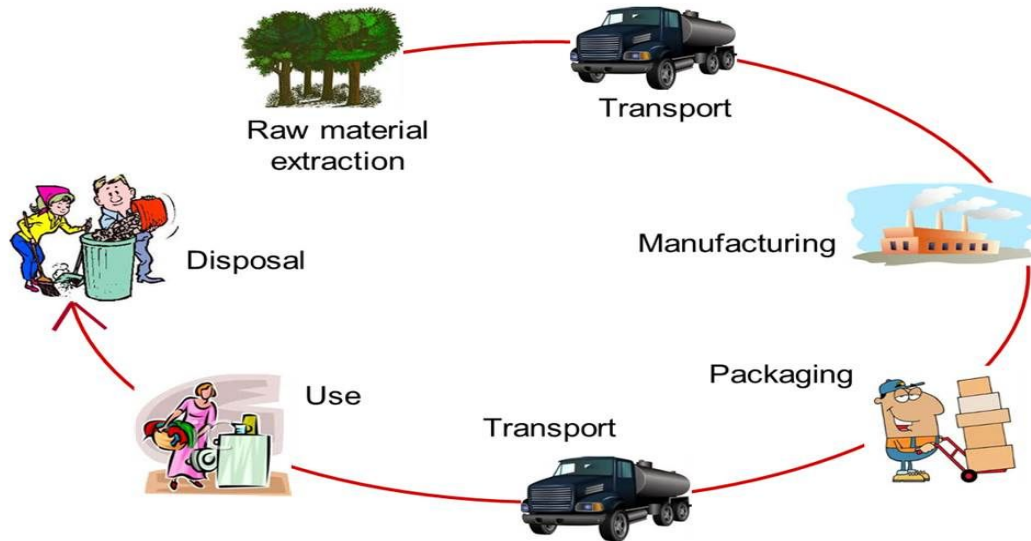 Raw material
extraction
Transport
Manufacturing
Packaging
Transport
Use
Disposal